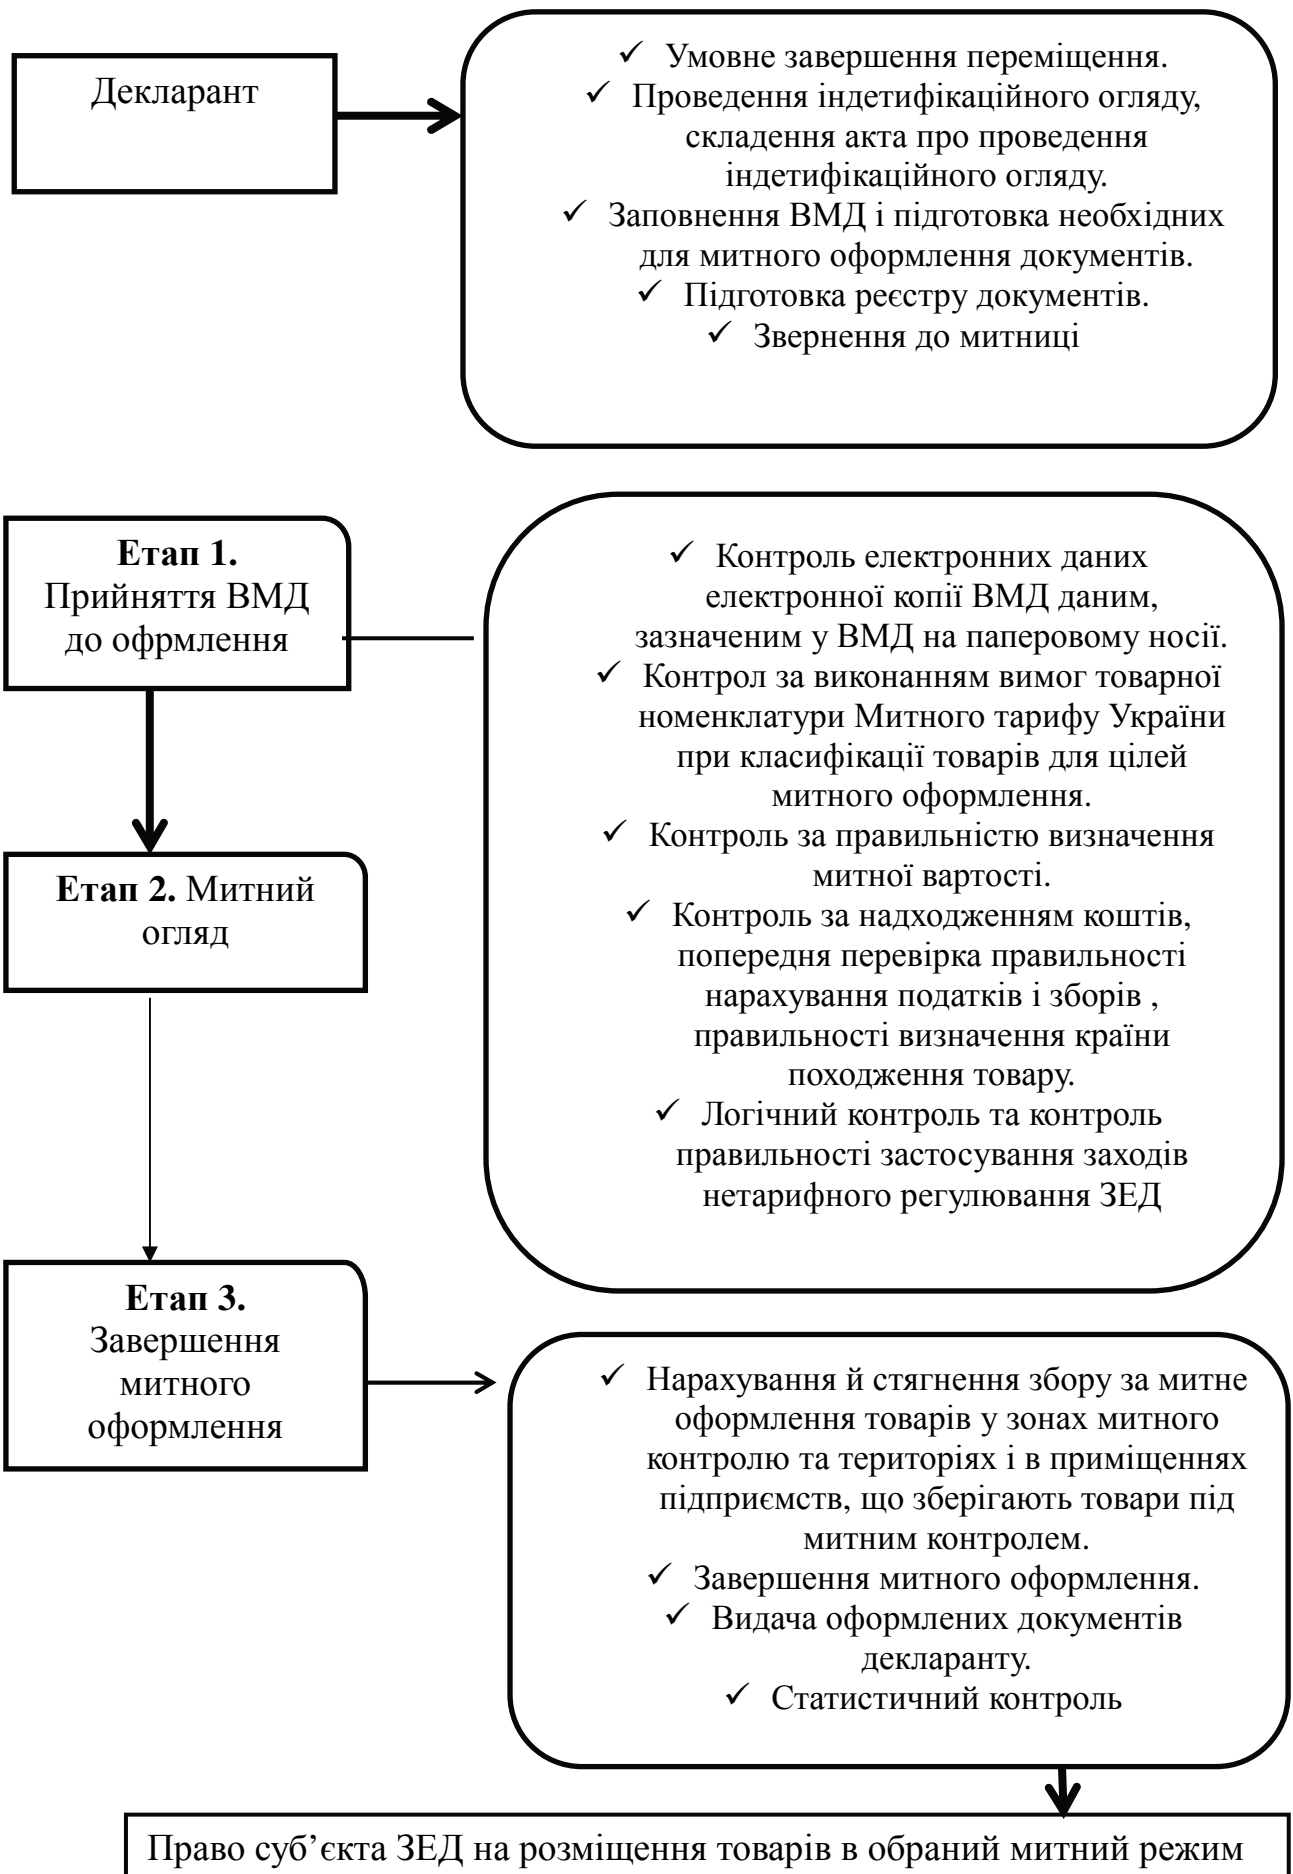 Декларант
✓ Умовне завершення переміщення.
✓ Проведення індетифікаційного огляду,
складення акта про проведення
індетифікаційного огляду.
✓ Заповнення ВМД і підготовка необхідних
для митного оформлення документів.
✓ Підготовка реєстру документів.
✓ Звернення до митниці
Етап 1.
Прийняття ВМД
до офрмлення
✓ Контроль електронних даних
електронної копії ВМД даним,
зазначеним у ВМД на паперовому носії.
✓ Контрол за виконанням вимог товарної
номенклатури Митного тарифу України
при класифікації товарів для цілей
митного оформлення.
✓ Контроль за правильністю визначення
митної вартості.
✓ Контроль за надходженням коштів,
попередня перевірка правильності
нарахування податків і зборів ,
правильності визначення країни
походження товару.
✓ Логічний контроль та контроль
правильності застосування заходів
нетарифного регулювання ЗЕД
Етап 2. Митний
огляд
Етап 3.
Завершення
митного
оформлення
✓ Нарахування й стягнення збору за митне
оформлення товарів у зонах митного
контролю та територіях і в приміщеннях
підприємств, що зберігають товари під
митним контролем.
✓ Завершення митного оформлення.
✓ Видача оформлених документів
декларанту.
✓ Статистичний контроль
Право суб’єкта ЗЕД на розміщення товарів в обраний митний режим